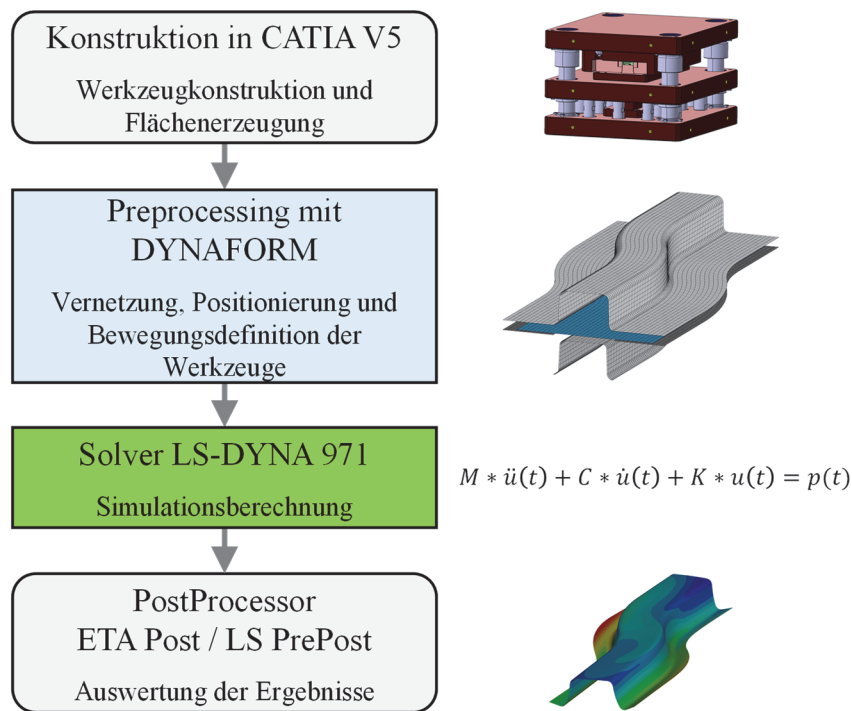 Konstruktion in CATIA V5
Werkzeugkonstruktion und
Flächenerzeugung
Preprocessing mit
DYNAFORM
Vernetzung, Positionierung und
Bewegungsdefinition der
Werkzeuge
Solver LS-DYNA 971
Simulationsberechnung
M ∗ ü(t) + C ∗ u̇(t) + K ∗ u(t) = p(t)
PostProcessor
ETA Post / LS PrePost
Auswertung der Ergebnisse